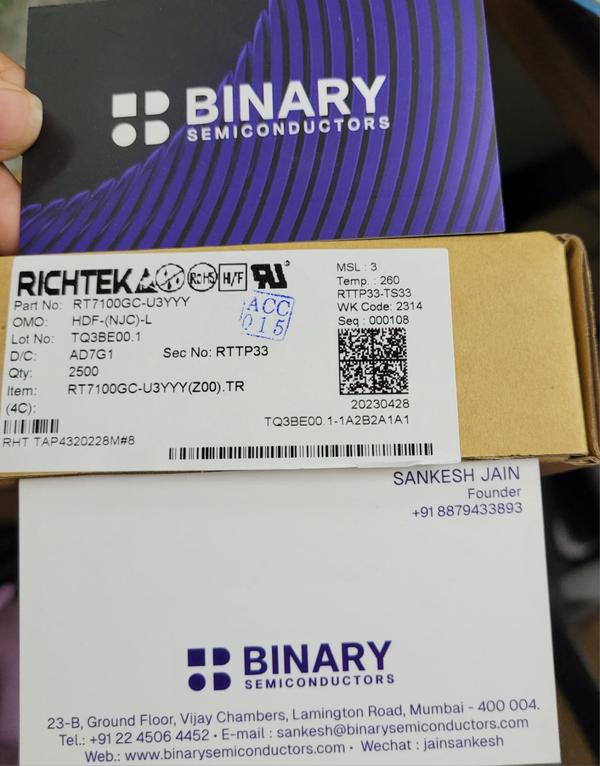 BINARY
SEMICONDUCTORS
RICHTEK RoHS H/F
Part No: RT7100GC-U3YYY
OMO: HDF-(NJC)-L
Lot No: TQ3BE00.1
D/C: AD7G1 Sec No: RTTP33
Qty: 2500
Item: RT7100GC-U3YYY(Z00).TR
(4C):
RHT TAP4320228M#8
ACC
015
MSL : 3
Temp. : 260
RTTP33-TS33
WK Code: 2314
Seq : 000108
20230428
TQ3BE00.1-1A2B2A1A1
SANKESH JAIN
Founder
+91 8879433893
BINARY
SEMICONDUCTORS
23-B, Ground Floor, Vijay Chambers, Lamington Road, Mumbai - 400 004.
Tel.: +91 22 4506 4452 • E-mail : sankesh@binarysemiconductors.com
Web.: www.binarysemiconductors.com • Wechat : jainsankesh